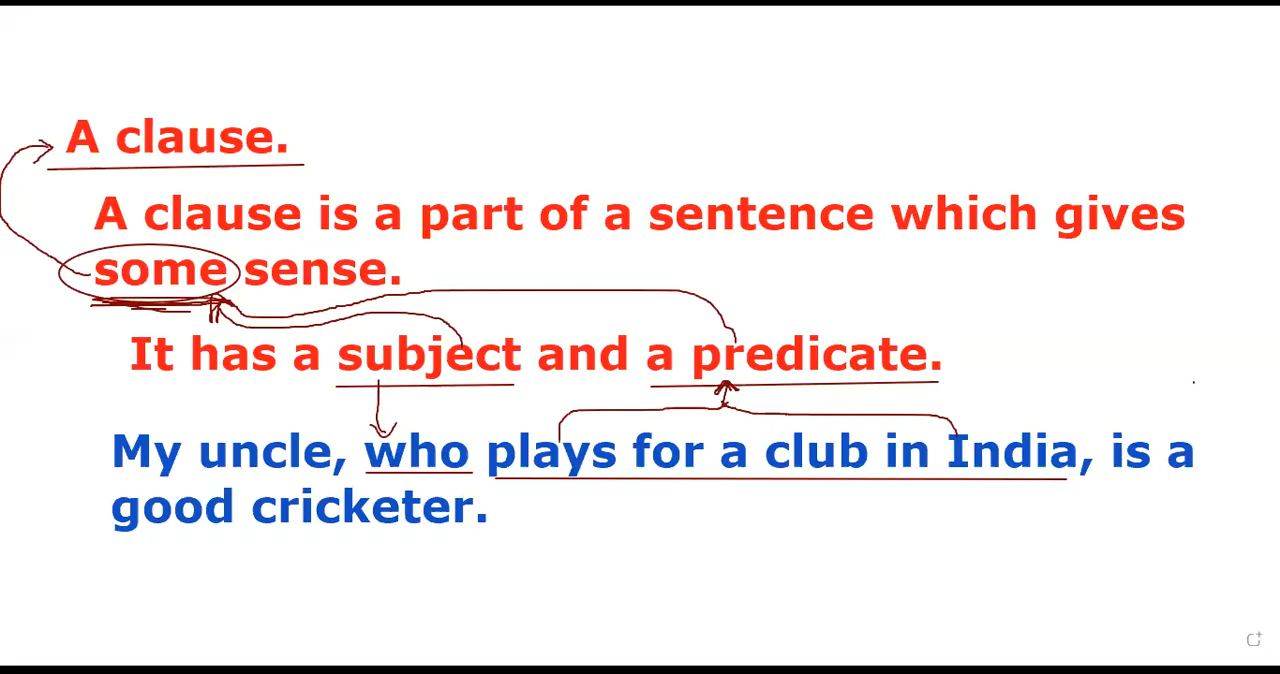 A clause.
A clause is a part of a sentence which gives
some sense.
It has a subject and a predicate.
My uncle, who plays for a club in India, is a
good cricketer.